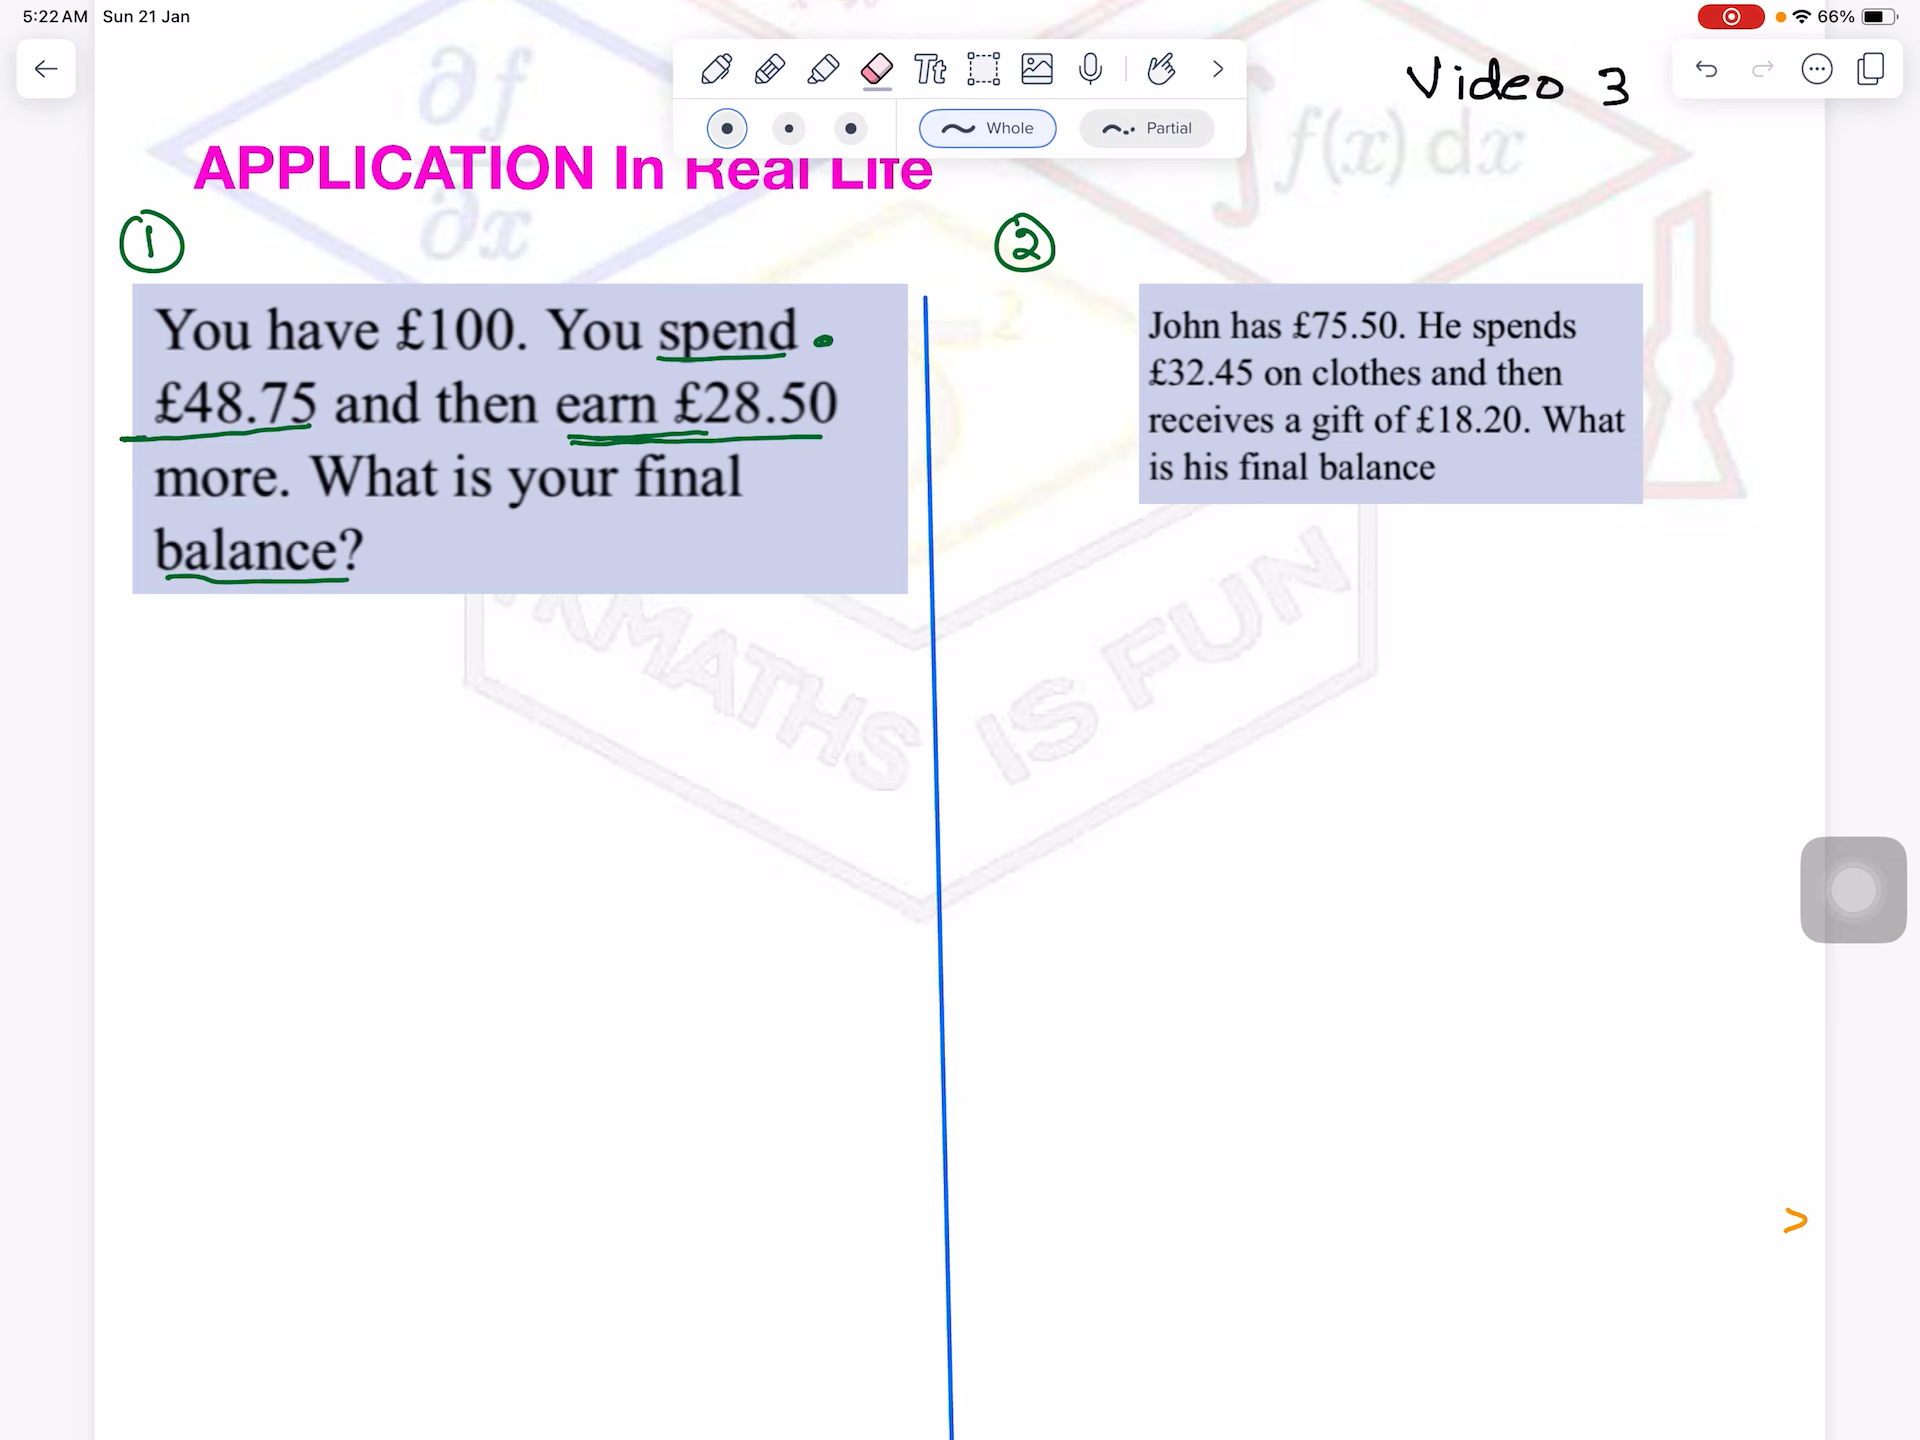 5:22 AM Sun 21 Jan
66%
Tt
Whole
Partial
Video 3
APPLICATION In Real Life
1
2
You have £100. You spend
£48.75 and then earn £28.50
more. What is your final
balance?
John has £75.50. He spends
£32.45 on clothes and then
receives a gift of £18.20. What
is his final balance
∂f
∂x
∫ f(x) dx
2
MATHS IS FUN
>